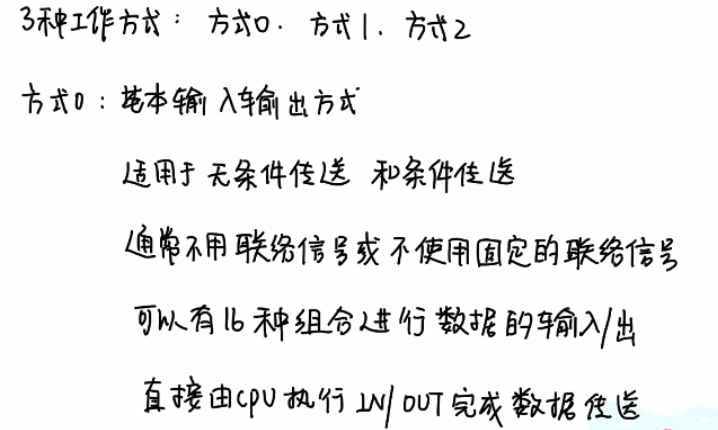 3种工作方式：方式0. 方式1、方式2
方式0：基本输入输出方式
适用于无条件传送 和条件传送
通常不用联络信号或不使用固定的联络信号
可以有16种组合进行数据的输入/出
直接由CPU执行IN/OUT完成数据传送